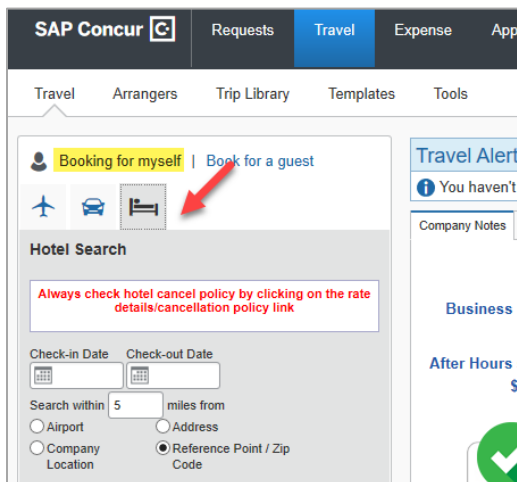 SAP Concur C Requests Travel Expense App
Travel Arrangers Trip Library Templates Tools
Booking for myself | Book for a guest
Travel Alert
You haven't
Company Notes
Hotel Search
Always check hotel cancel policy by clicking on the rate
details/cancellation policy link
Business
Check-in Date Check-out Date
After Hours
$
Search within 5 miles from
Airport Address
Company Reference Point / Zip
Location Code